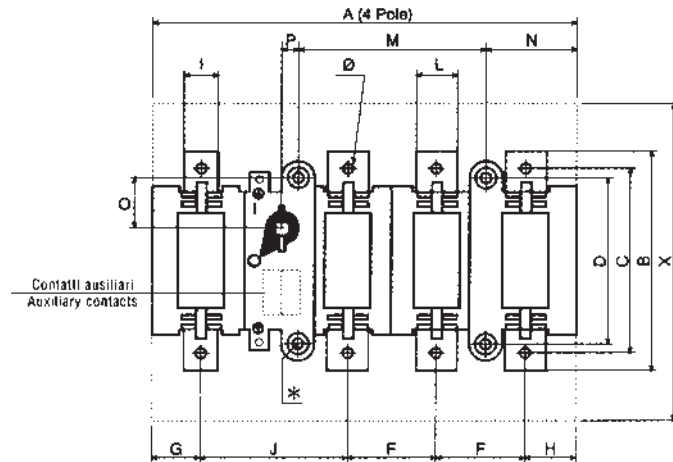 A (4 Pole)
P M N
I Ø L
O
I
O
Contatti ausiliari
Auxiliary contacts
D C B X
*
G J F F H